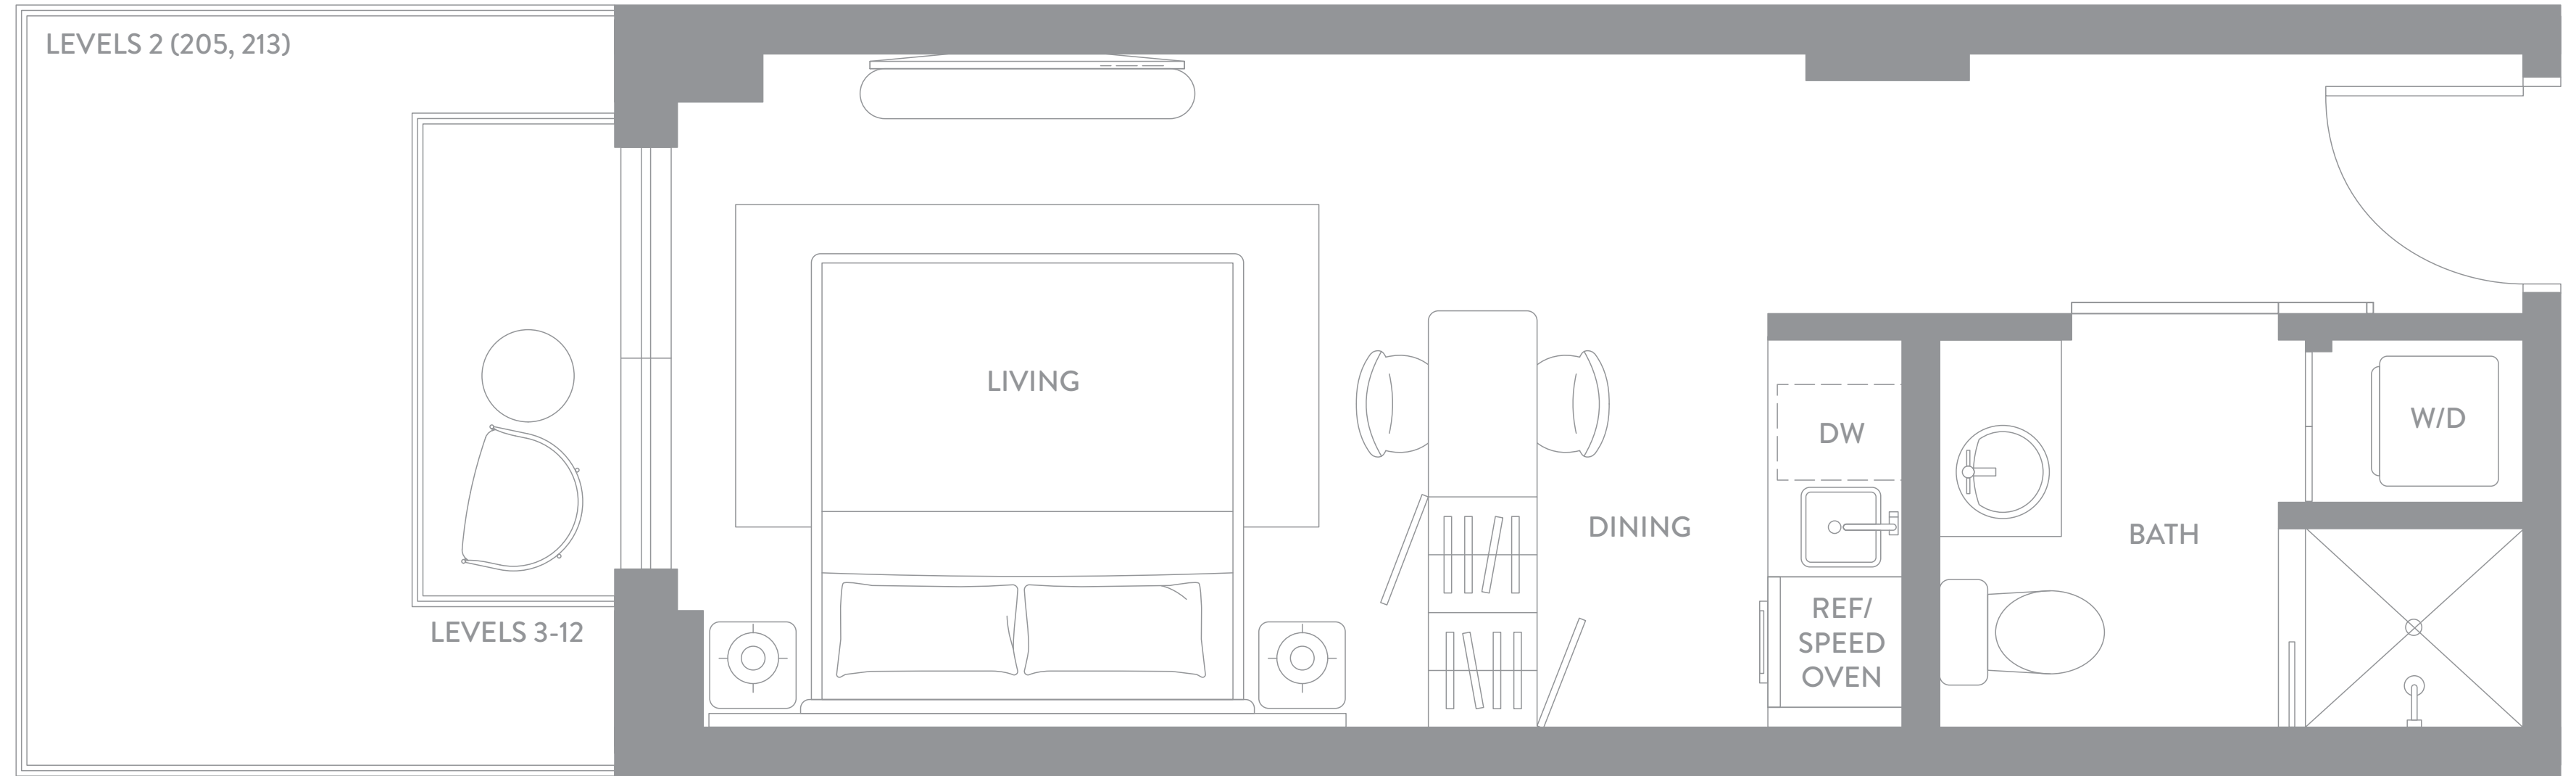 LEVELS 2 (205, 213)
LEVELS 3-12
LIVING
DINING
DW
REF/
SPEED
OVEN
BATH
W/D